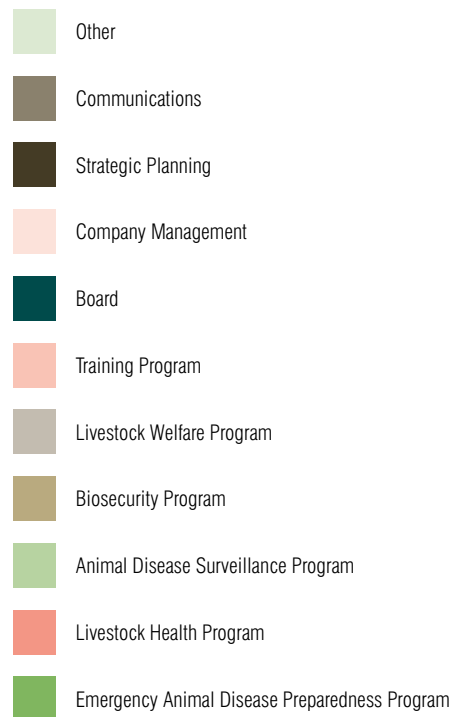 Other
Communications
Strategic Planning
Company Management
Board
Training Program
Livestock Welfare Program
Biosecurity Program
Animal Disease Surveillance Program
Livestock Health Program
Emergency Animal Disease Preparedness Program